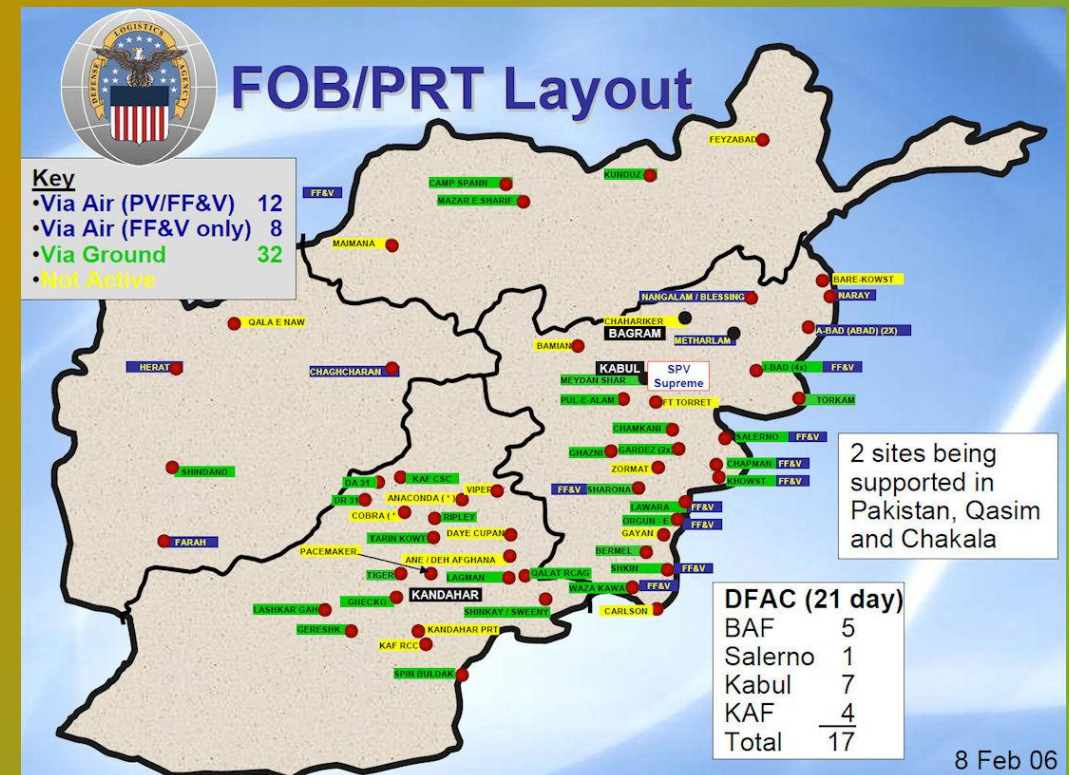 DEFENSE LOGISTICS AGENCY
FOB/PRT Layout
Key
•Via Air (PV/FF&V) 12
•Via Air (FF&V only) 8
•Via Ground 32
•Not Active
FF&V
FEYZABAD
CAMP SPANN
KUNDUZ
MAZAR E SHARIF
MAIMANA
BARE-KOWST
NANGALAM / BLESSING
NARAY
QALA E NAW
CHAHARIKER
BAGRAM
A-BAD (ABAD) (2X)
METHARLAM
BAMIAN
HERAT
CHAGHCHARAN
KABUL
SPV
Supreme
J-BAD (4x) FF&V
MEYDAN SHAR
PUL-E-ALAM
FT TORRET
TORKAM
CHAMKANI
SALERNO FF&V
GHAZNI
GARDEZ (2x)
ZORMAT
CHAPMAN FF&V
SHINDAND
DA 31
KAF CSC
KHOWST FF&V
VIPER
FF&V SHARONA
DR 31
ANACONDA ( * )
LAWARA FF&V
COBRA ( *
RIPLEY
ORGUN - E FF&V
TARIN KOWT
DAYE CUPAN
GAYAN
FARAH
PACEMAKER
ANE / DEH AFGHANA
BERMEL
TIGER
LAGMAN
QALAT RCAG
SHKIN FF&V
WAZA KAWA FF&V
GHECKO
KANDAHAR
LASHKAR GAH
SHINKAY / SWEENY
CARLSON
GERESHK
KANDAHAR PRT
KAF RCC
SPIN BULDAK
2 sites being
supported in
Pakistan, Qasim
and Chakala
DFAC (21 day)
BAF 5
Salerno 1
Kabul 7
KAF 4
Total 17
8 Feb 06